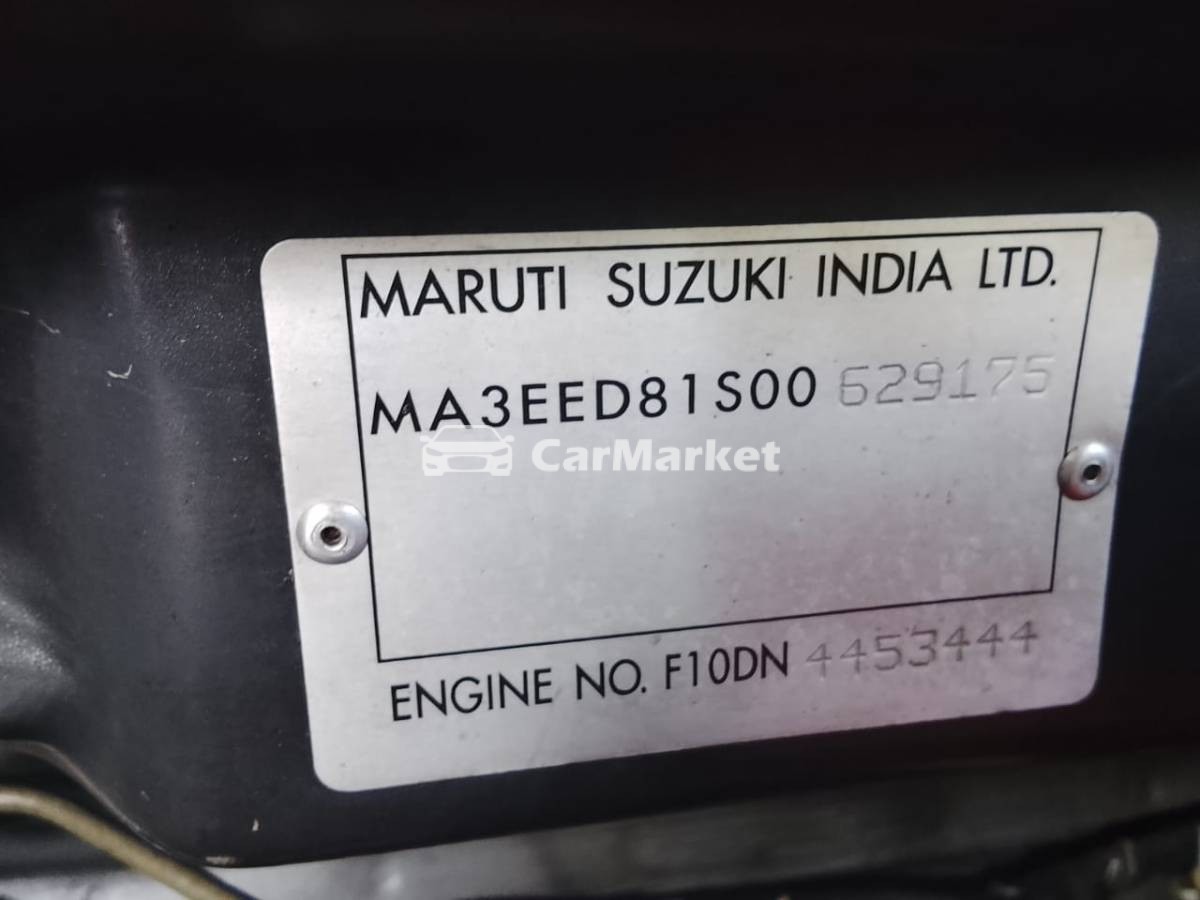 MARUTI SUZUKI INDIA LTD.
MA3EED81S00 629175
CarMarket
ENGINE NO. F10DN 4453444